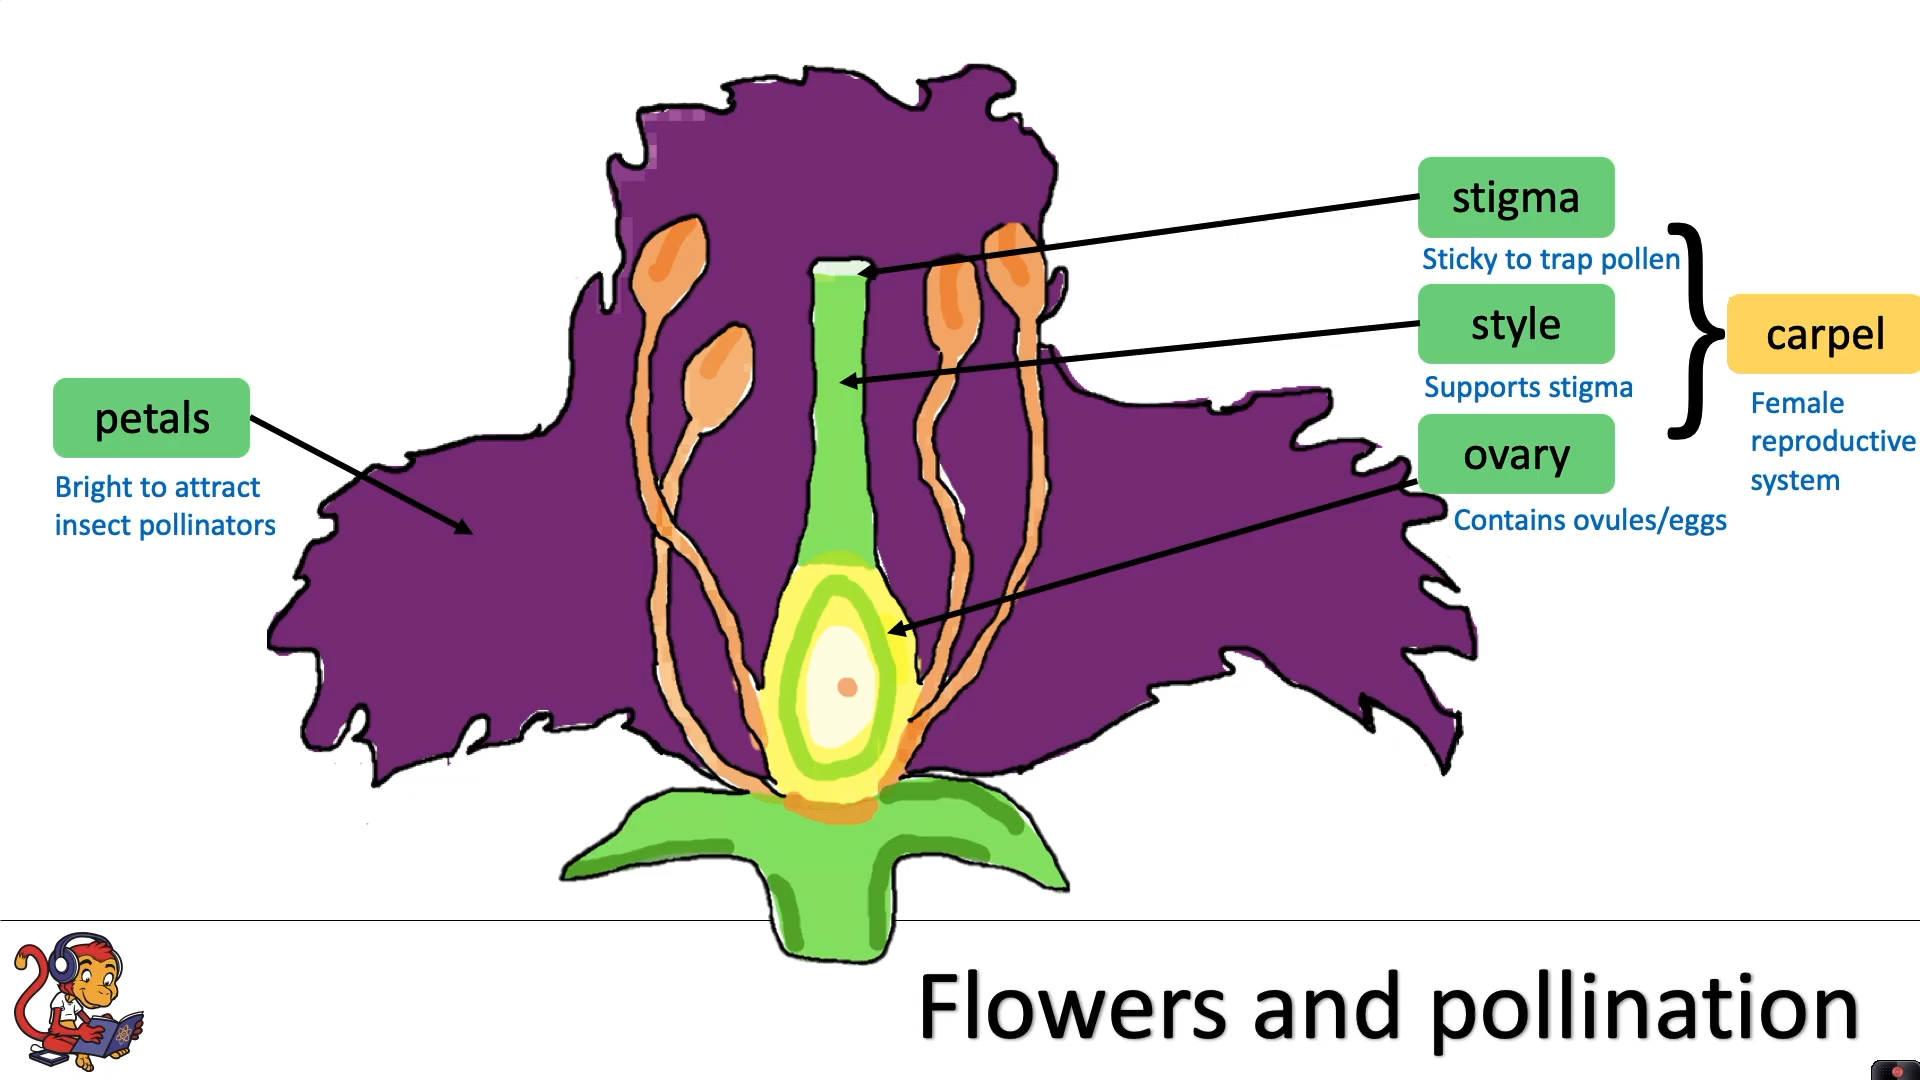 petals
Bright to attract
insect pollinators
stigma
Sticky to trap pollen
style
Supports stigma
ovary
Contains ovules/eggs
carpel
Female
reproductive
system
Flowers and pollination